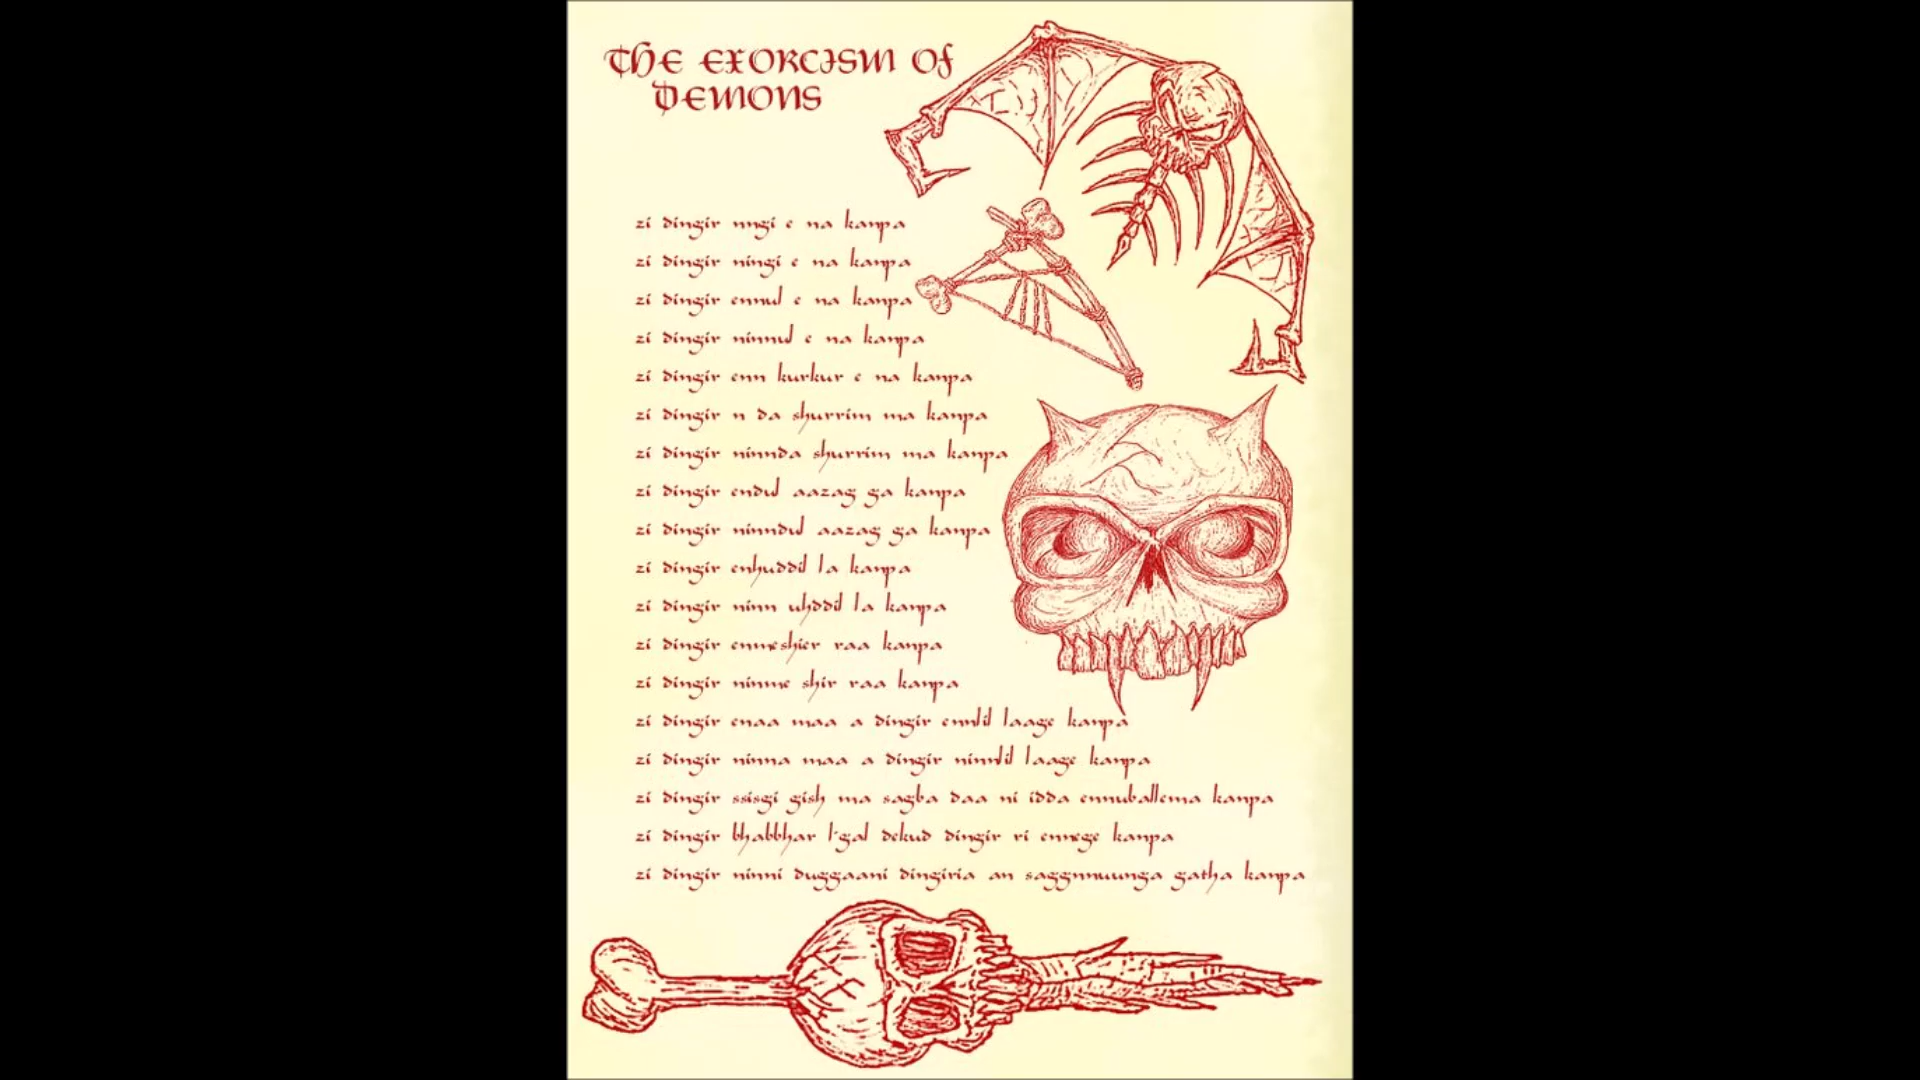 The Exorcism of
Demons
zi dingir nngi e na kanpa
zi dingir ningi e na kanpa
zi dingir ennul e na kanpa
zi dingir ninnul e na kanpa
zi dingir enn kurkur e na kanpa
zi dingir n da shurrim ma kanpa
zi dingir ninnda shurrim ma kanpa
zi dingir endul aazag ga kanpa
zi dingir ninndul aazag ga kanpa
zi dingir enhuddil la kanpa
zi dingir ninn uhddil la kanpa
zi dingir enmeshier raa kanpa
zi dingir ninme shir raa kanpa
zi dingir enaa maa a dingir ennlil laage kanpa
zi dingir ninna maa a dingir ninnlil laage kanpa
zi dingir ssisgi gish ma sagba daa ni idda ennuballema kanpa
zi dingir bhabbhar l'gal dekud dingir ri ennege kanpa
zi dingir ninni duggaani dingiria an saggnnuunga gatha kanpa